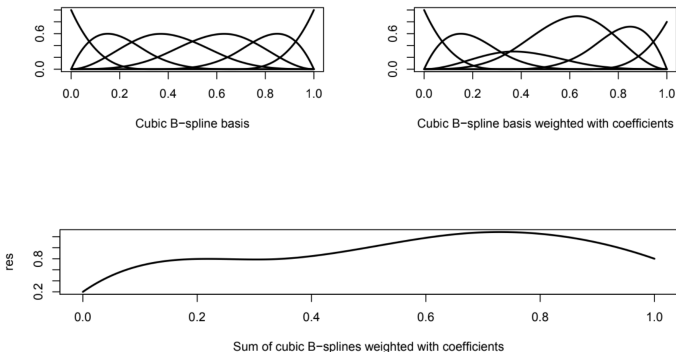 0.0 0.6
0.0 0.2 0.4 0.6 0.8 1.0
Cubic B−spline basis
0.0 0.6
0.0 0.2 0.4 0.6 0.8 1.0
Cubic B−spline basis weighted with coefficients
res
0.2 0.8
0.0 0.2 0.4 0.6 0.8 1.0
Sum of cubic B−splines weighted with coefficients